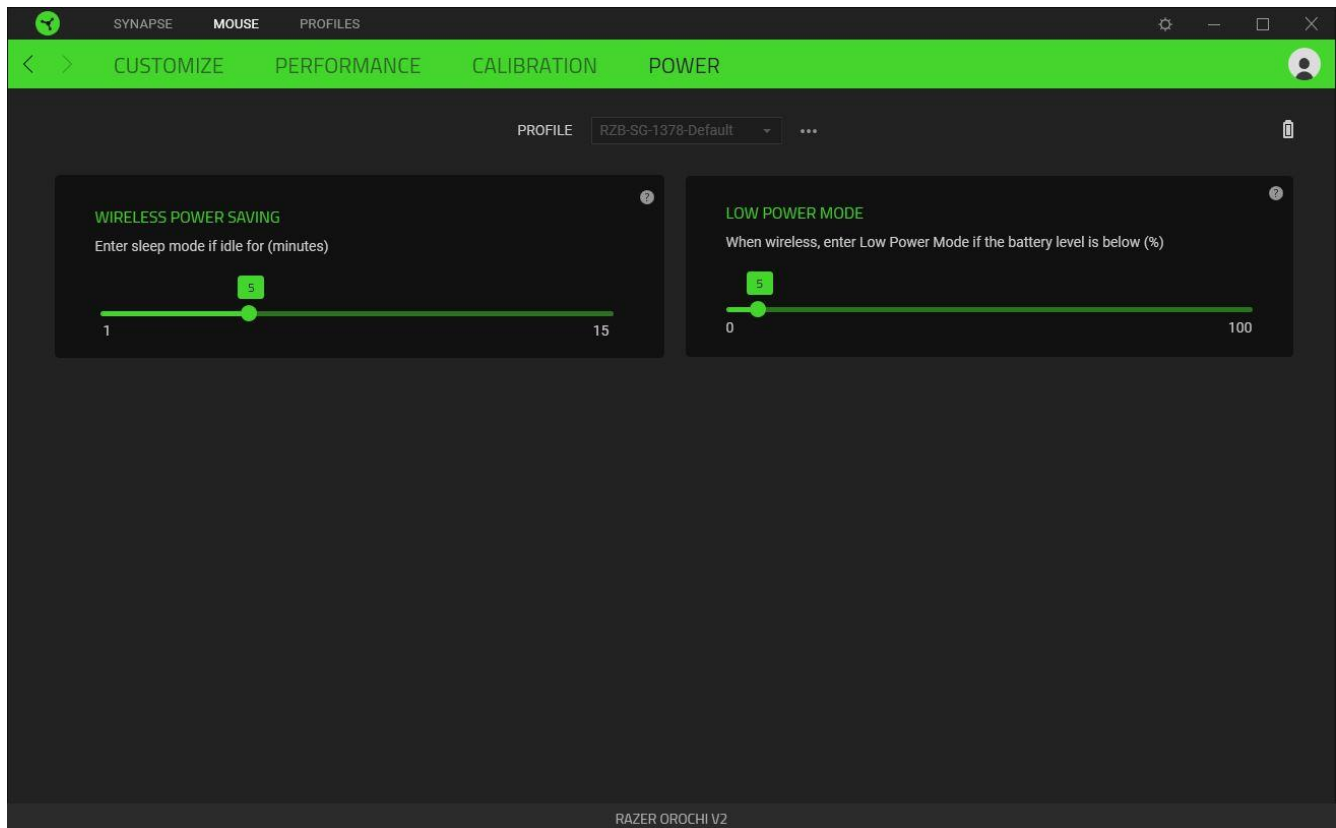 SYNAPSE MOUSE PROFILES
CUSTOMIZE PERFORMANCE CALIBRATION POWER
PROFILE RZB-SG-1378-Default •••
WIRELESS POWER SAVING
?
Enter sleep mode if idle for (minutes)
5
1 15
LOW POWER MODE
?
When wireless, enter Low Power Mode if the battery level is below (%)
5
0 100
RAZER OROCHI V2